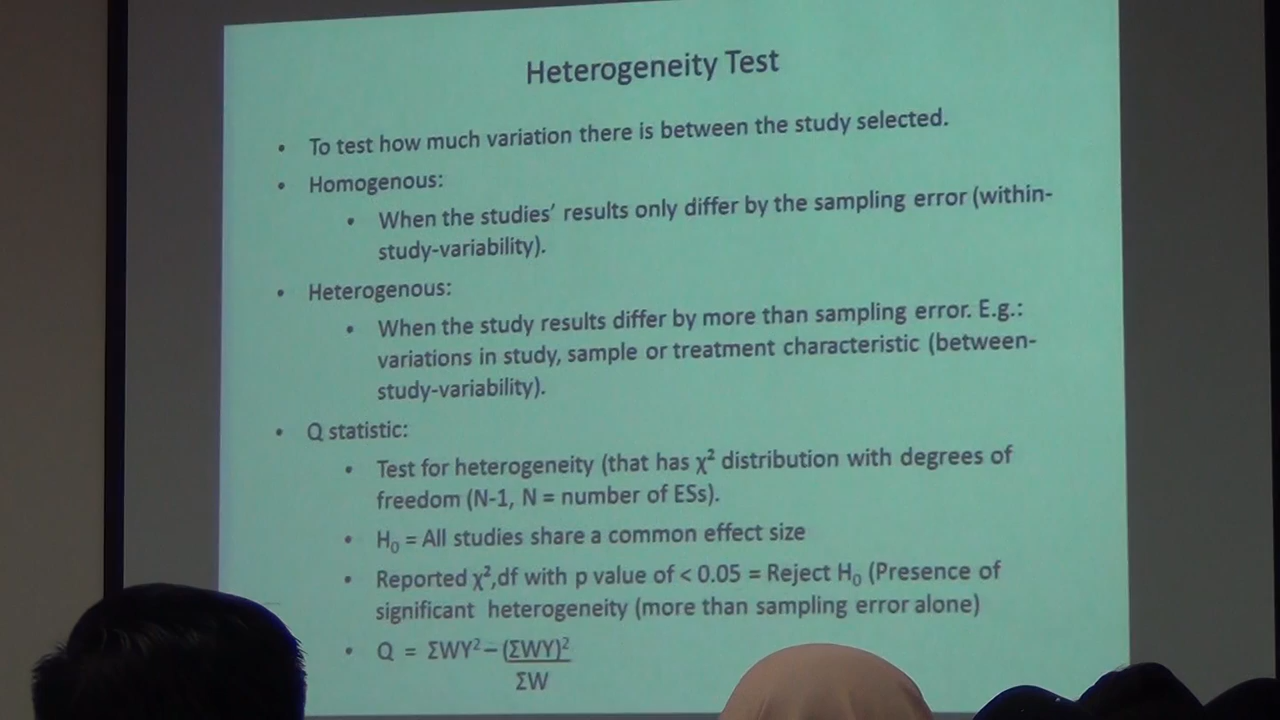 Heterogeneity Test
• To test how much variation there is between the study selected.
• Homogenous:
• When the studies' results only differ by the sampling error (within-
study-variability).
• Heterogenous:
• When the study results differ by more than sampling error. E.g.:
variations in study, sample or treatment characteristic (between-
study-variability).
• Q statistic:
• Test for heterogeneity (that has χ² distribution with degrees of
freedom (N-1, N = number of ESs).
• H₀ = All studies share a common effect size
• Reported χ²,df with p value of < 0.05 = Reject H₀ (Presence of
significant heterogeneity (more than sampling error alone)
• Q = ΣWY² – (ΣWY)²
ΣW